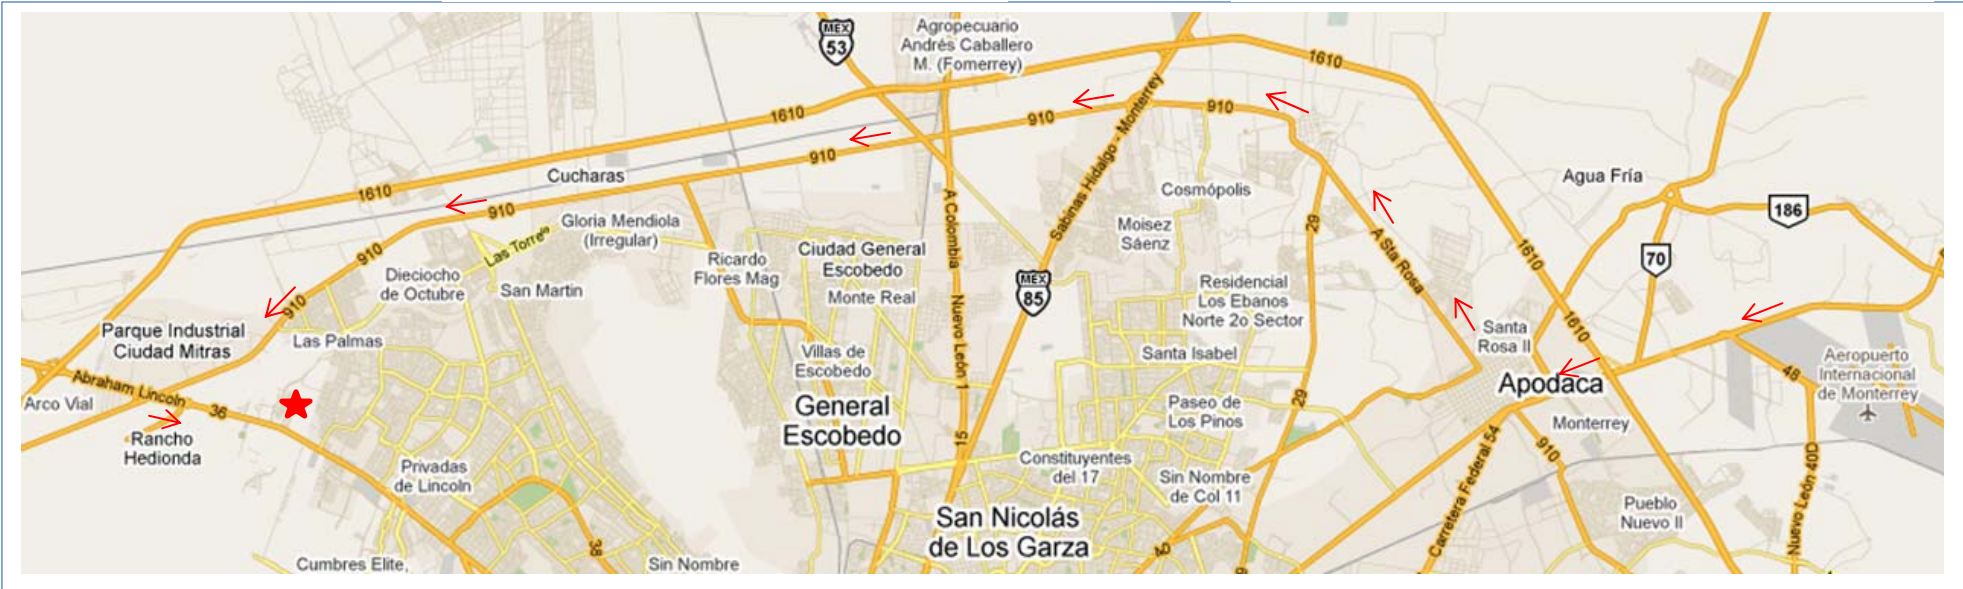 MEX
53
Agropecuario
Andrés Caballero
M. (Fomerrey)
1610
1610
1610
1610
1610
910
910
910
910
910
910
910
Cucharas
Gloria Mendiola
(Irregular)
Las Torres
Dieciocho
de Octubre
San Martin
Ricardo
Flores Mag
Ciudad General
Escobedo
Monte Real
A Colombia
Nuevo León 1
15
Sabinas Hidalgo - Monterrey
MEX
85
Cosmópolis
Moisez
Sáenz
Residencial
Los Ebanos
Norte 2o Sector
Santa Isabel
29
29
A Sta Rosa
Agua Fría
186
70
Santa
Rosa II
Apodaca
Monterrey
48
Aeropuerto
Internacional
de Monterrey
Parque Industrial
Ciudad Mitras
Las Palmas
Abraham Lincoln
36
Arco Vial
Rancho
Hedionda
Privadas
de Lincoln
Cumbres Elite,
38
Sin Nombre
Villas de
Escobedo
General
Escobedo
San Nicolás
de Los Garza
Constituyentes
del 17
Paseo de
Los Pinos
Sin Nombre
de Col 11
Carretera Federal 54
Pueblo
Nuevo II
Nuevo León 40D